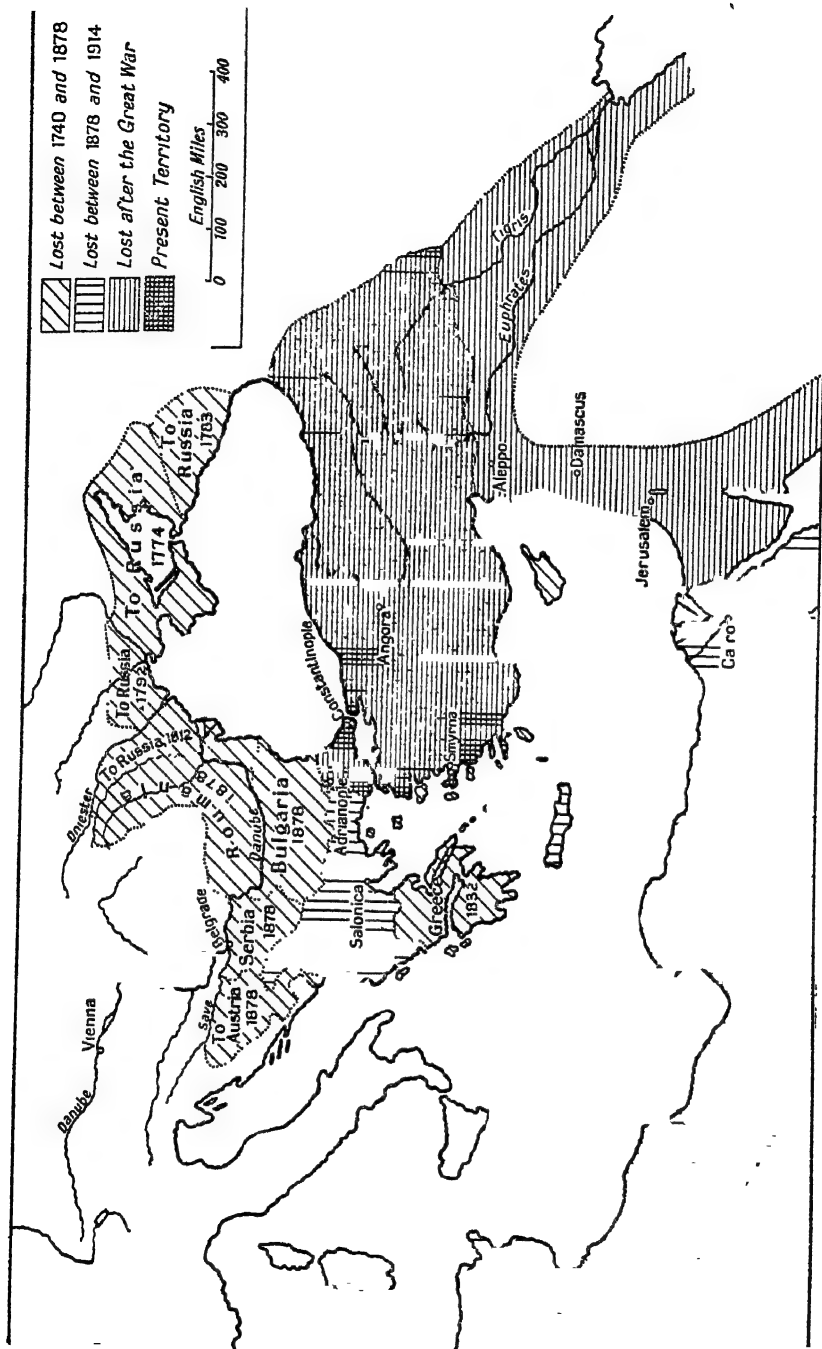 Lost between 1740 and 1878
Lost between 1878 and 1914
Lost after the Great War
Present Territory
English Miles
0 100 200 300 400
Danube
Vienna
Save
To
Austria
1878
Belgrade
Serbia
1878
Dniester
To Russia 1812
Roumania
1878
Danube
Bulgaria
1878
To Russia
1792
To Russia
1774
To
Russia
1783
Salonica
Adrianople
Constantinople
Greece
1832
Smyrna
Angora
Aleppo
Damascus
Jerusalem
Cairo
Tigris
Euphrates